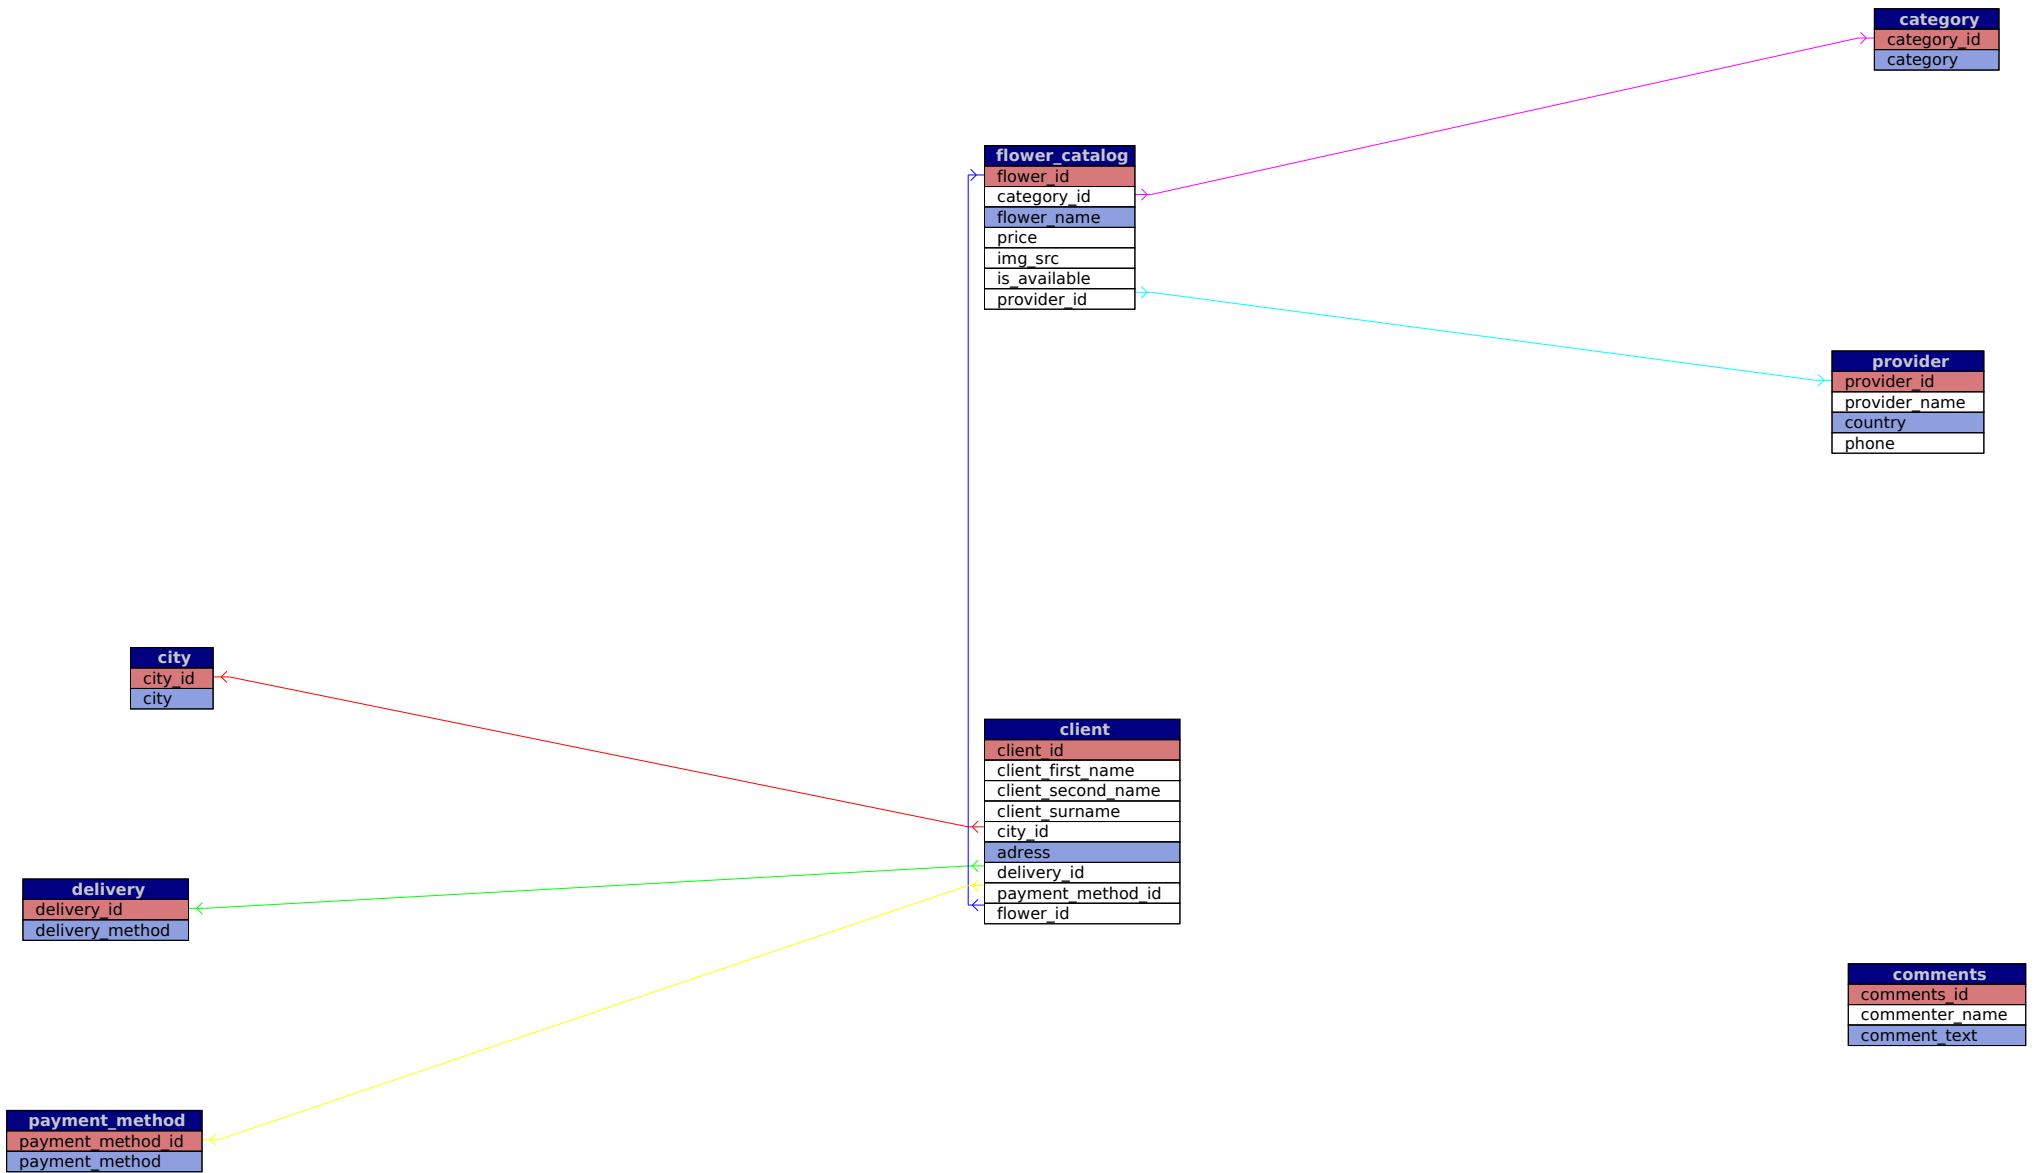 category
category_id
category
flower_catalog
flower_id
category_id
flower_name
price
img_src
is_available
provider_id
provider
provider_id
provider_name
country
phone
city
city_id
city
client
client_id
client_first_name
client_second_name
client_surname
city_id
adress
delivery_id
payment_method_id
flower_id
delivery
delivery_id
delivery_method
comments
comments_id
commenter_name
comment_text
payment_method
payment_method_id
payment_method